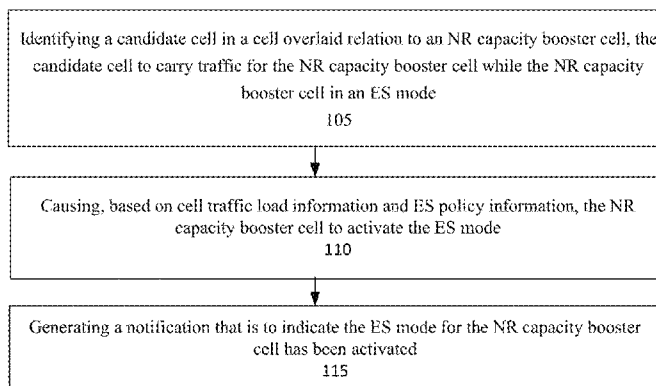 Identifying a candidate cell in a cell overlaid relation to an NR capacity booster cell, the
candidate cell to carry traffic for the NR capacity booster cell while the NR capacity
booster cell in an ES mode
105
Causing, based on cell traffic load information and ES policy information, the NR
capacity booster cell to activate the ES mode
110
Generating a notification that is to indicate the ES mode for the NR capacity booster
cell has been activated
115